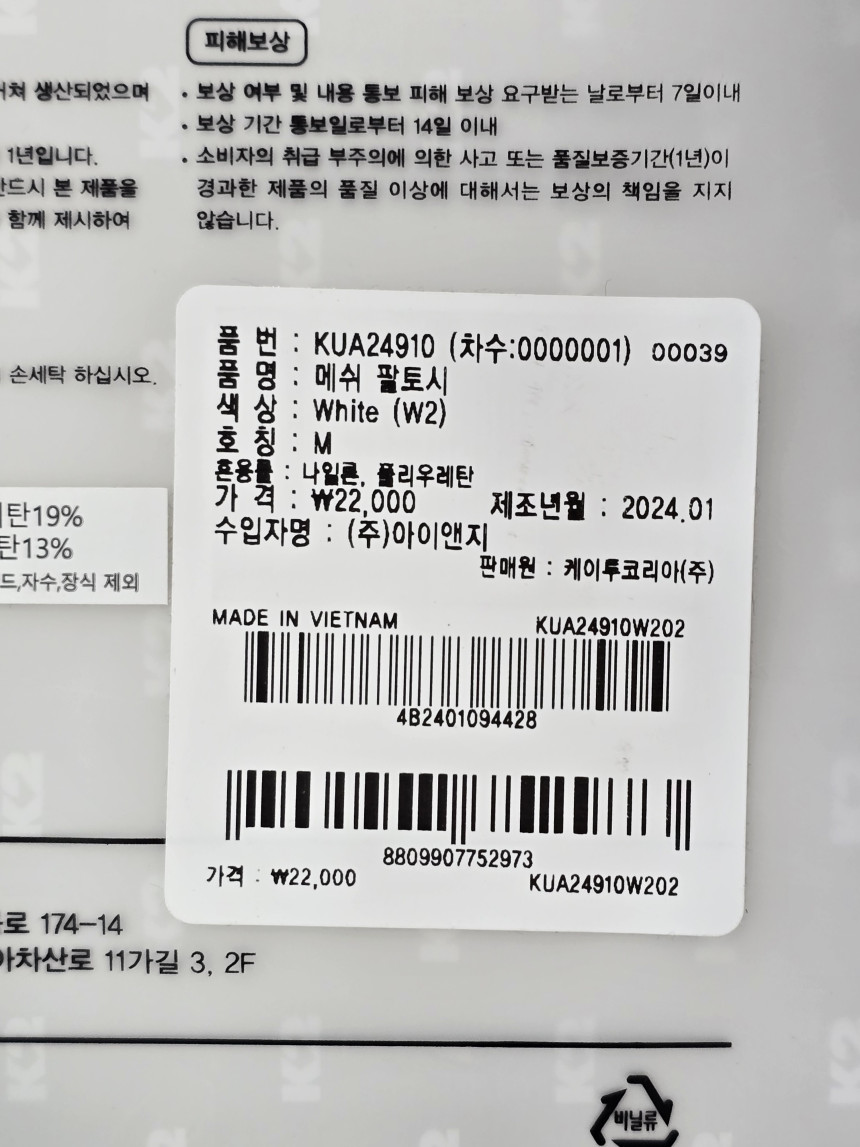 피해보상
거쳐 생산되었으며
• 보상 여부 및 내용 통보 피해 보상 요구받는 날로부터 7일이내
• 보상 기간 통보일로부터 14일 이내
1년입니다.
• 소비자의 취급 부주의에 의한 사고 또는 품질보증기간(1년)이
반드시 본 제품을
경과한 제품의 품질 이상에 대해서는 보상의 책임을 지지
함께 제시하여
않습니다.
손세탁 하십시오.
품 번 : KUA24910 (차수:0000001) 00039
품 명 : 메쉬 팔토시
색 상 : White (W2)
호 칭 : M
혼용률 : 나일론, 폴리우레탄
가 격 : ₩22,000 제조년월 : 2024.01
수입자명 : (주)아이앤지
판매원 : 케이투코리아(주)
탄19%
탄13%
드,자수,장식 제외
MADE IN VIETNAM KUA24910W202
4B2401094428
8809907752973
가격 : ₩22,000 KUA24910W202
로 174-14
아차산로 11가길 3, 2F
비닐류
K2